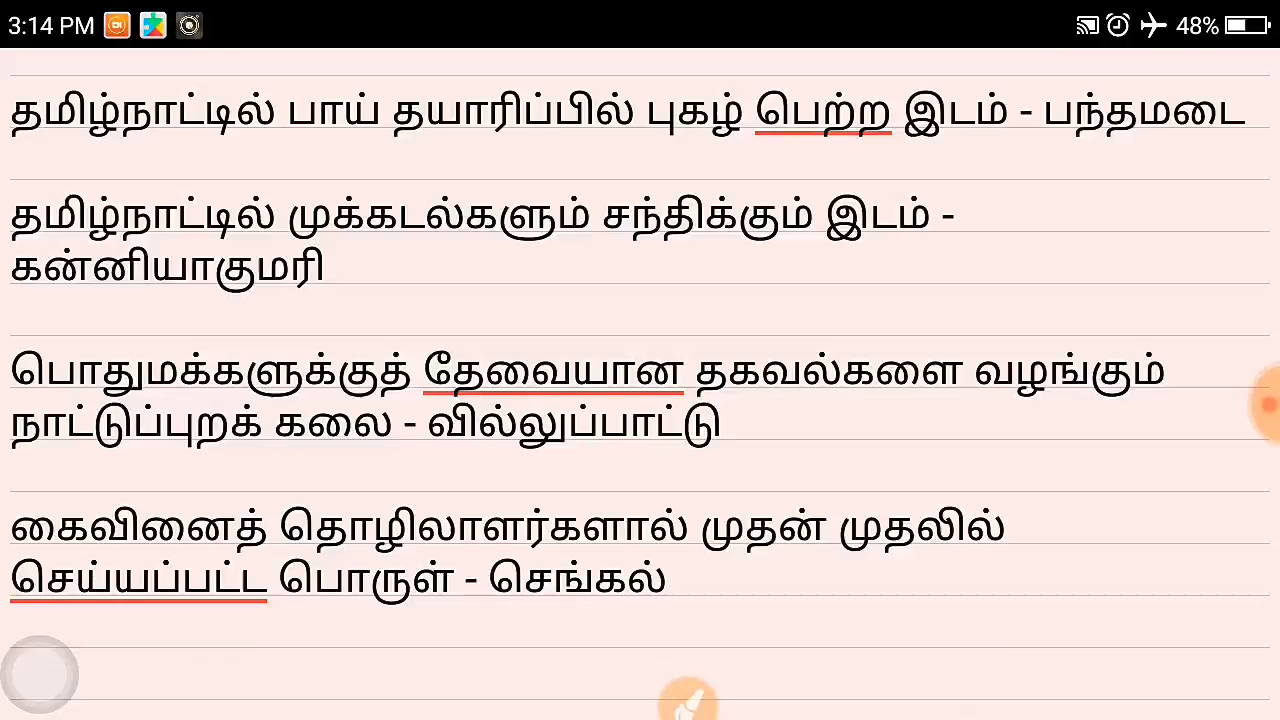 3:14 PM 48%
தமிழ்நாட்டில் பாய் தயாரிப்பில் புகழ் பெற்ற இடம் - பந்தமடை
தமிழ்நாட்டில் முக்கடல்களும் சந்திக்கும் இடம் -
கன்னியாகுமரி
பொதுமக்களுக்குத் தேவையான தகவல்களை வழங்கும்
நாட்டுப்புறக் கலை - வில்லுப்பாட்டு
கைவினைத் தொழிலாளர்களால் முதன் முதலில்
செய்யப்பட்ட பொருள் - செங்கல்